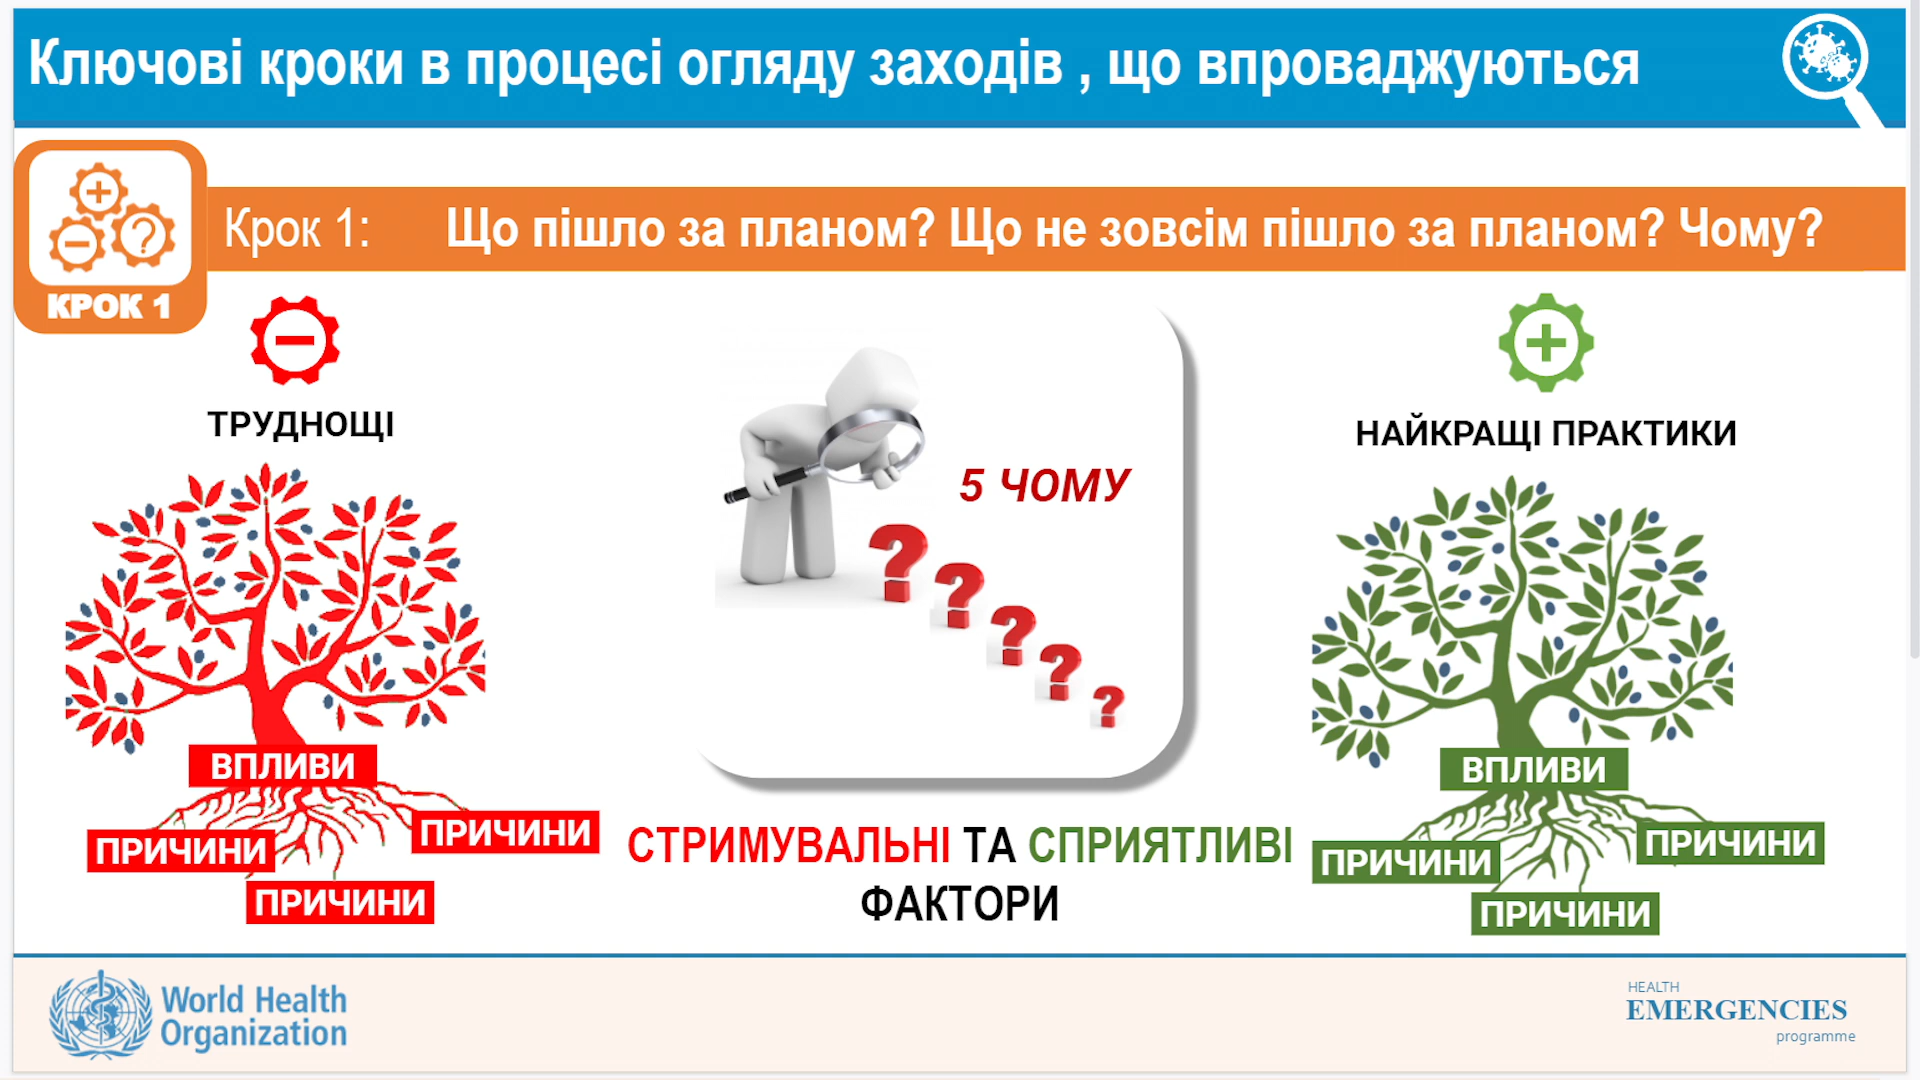 Ключові кроки в процесі огляду заходів , що впроваджуються
КРОК 1
Крок 1: Що пішло за планом? Що не зовсім пішло за планом? Чому?
ТРУДНОЩІ
НАЙКРАЩІ ПРАКТИКИ
5 ЧОМУ
ВПЛИВИ
ПРИЧИНИ
ПРИЧИНИ
ПРИЧИНИ
СТРИМУВАЛЬНІ ТА СПРИЯТЛИВІ
ФАКТОРИ
ВПЛИВИ
ПРИЧИНИ
ПРИЧИНИ
ПРИЧИНИ
World Health
Organization
HEALTH
EMERGENCIES
programme